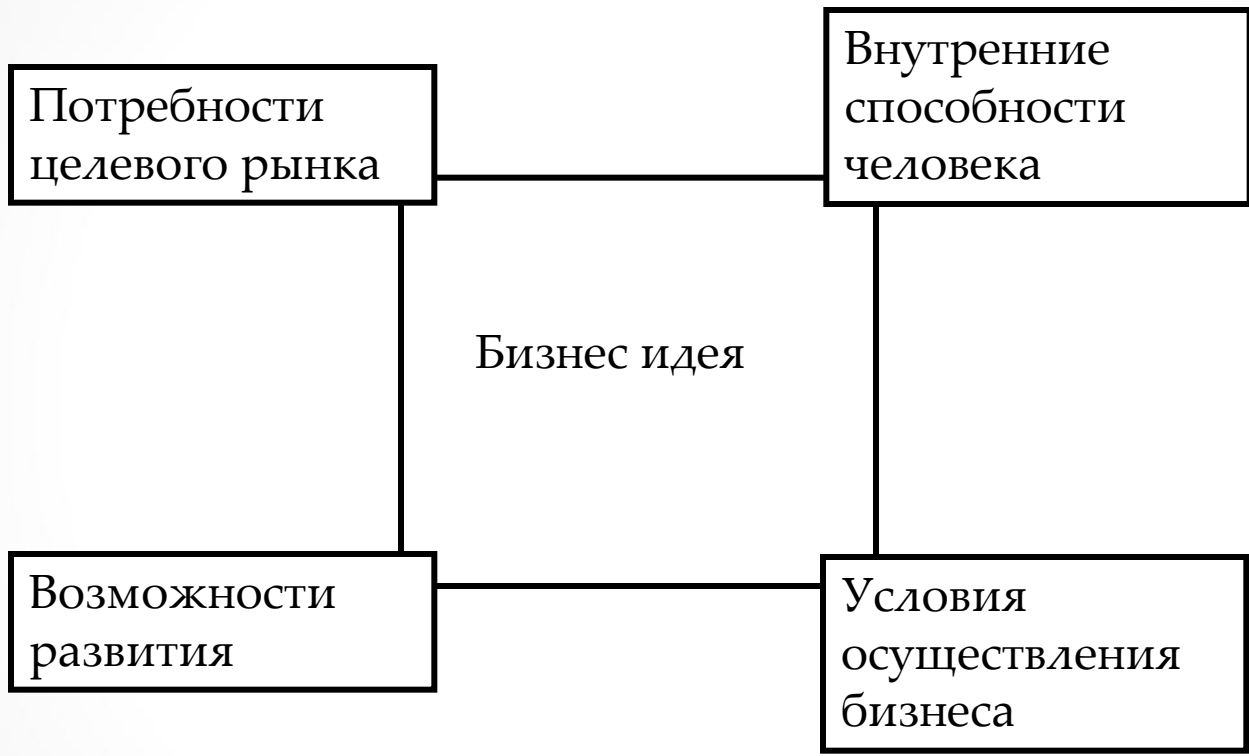 Потребности
целевого рынка
Внутренние
способности
человека
Бизнес идея
Возможности
развития
Условия
осуществления
бизнеса